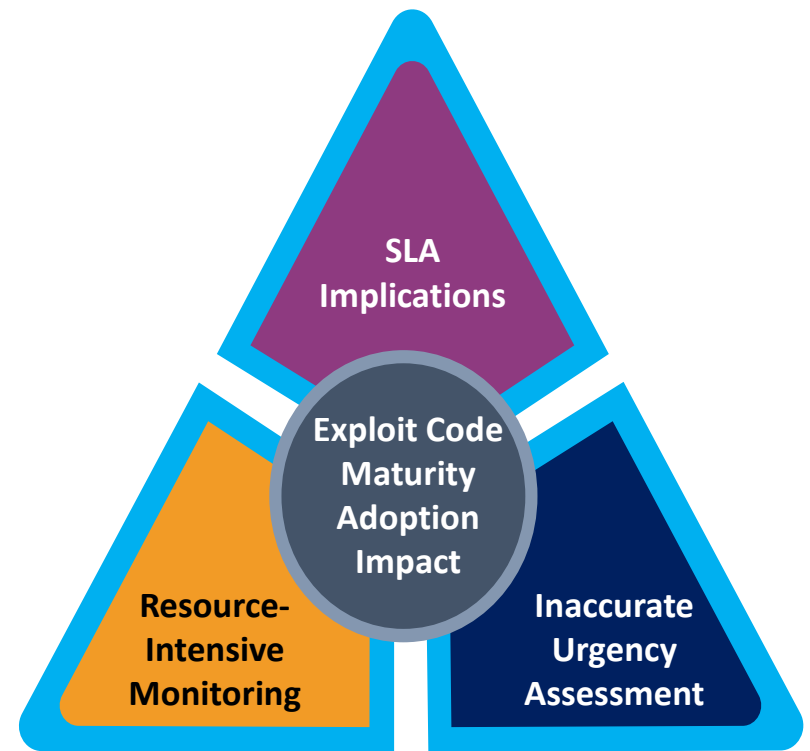 SLA
Implications
Exploit Code
Maturity
Adoption
Impact
Resource-
Intensive
Monitoring
Inaccurate
Urgency
Assessment